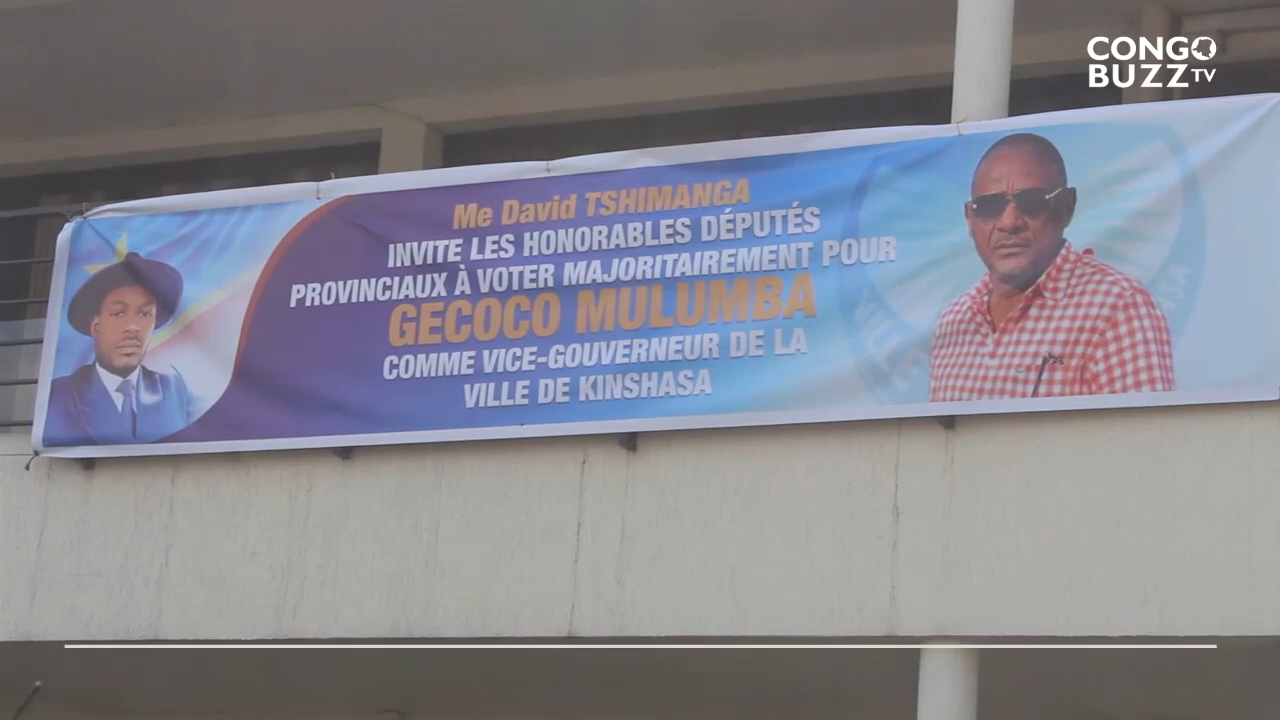 CONGO
BUZZ TV
Me David TSHIMANGA
INVITE LES HONORABLES DÉPUTÉS
PROVINCIAUX À VOTER MAJORITAIREMENT POUR
GECOCO MULUMBA
COMME VICE-GOUVERNEUR DE LA
VILLE DE KINSHASA